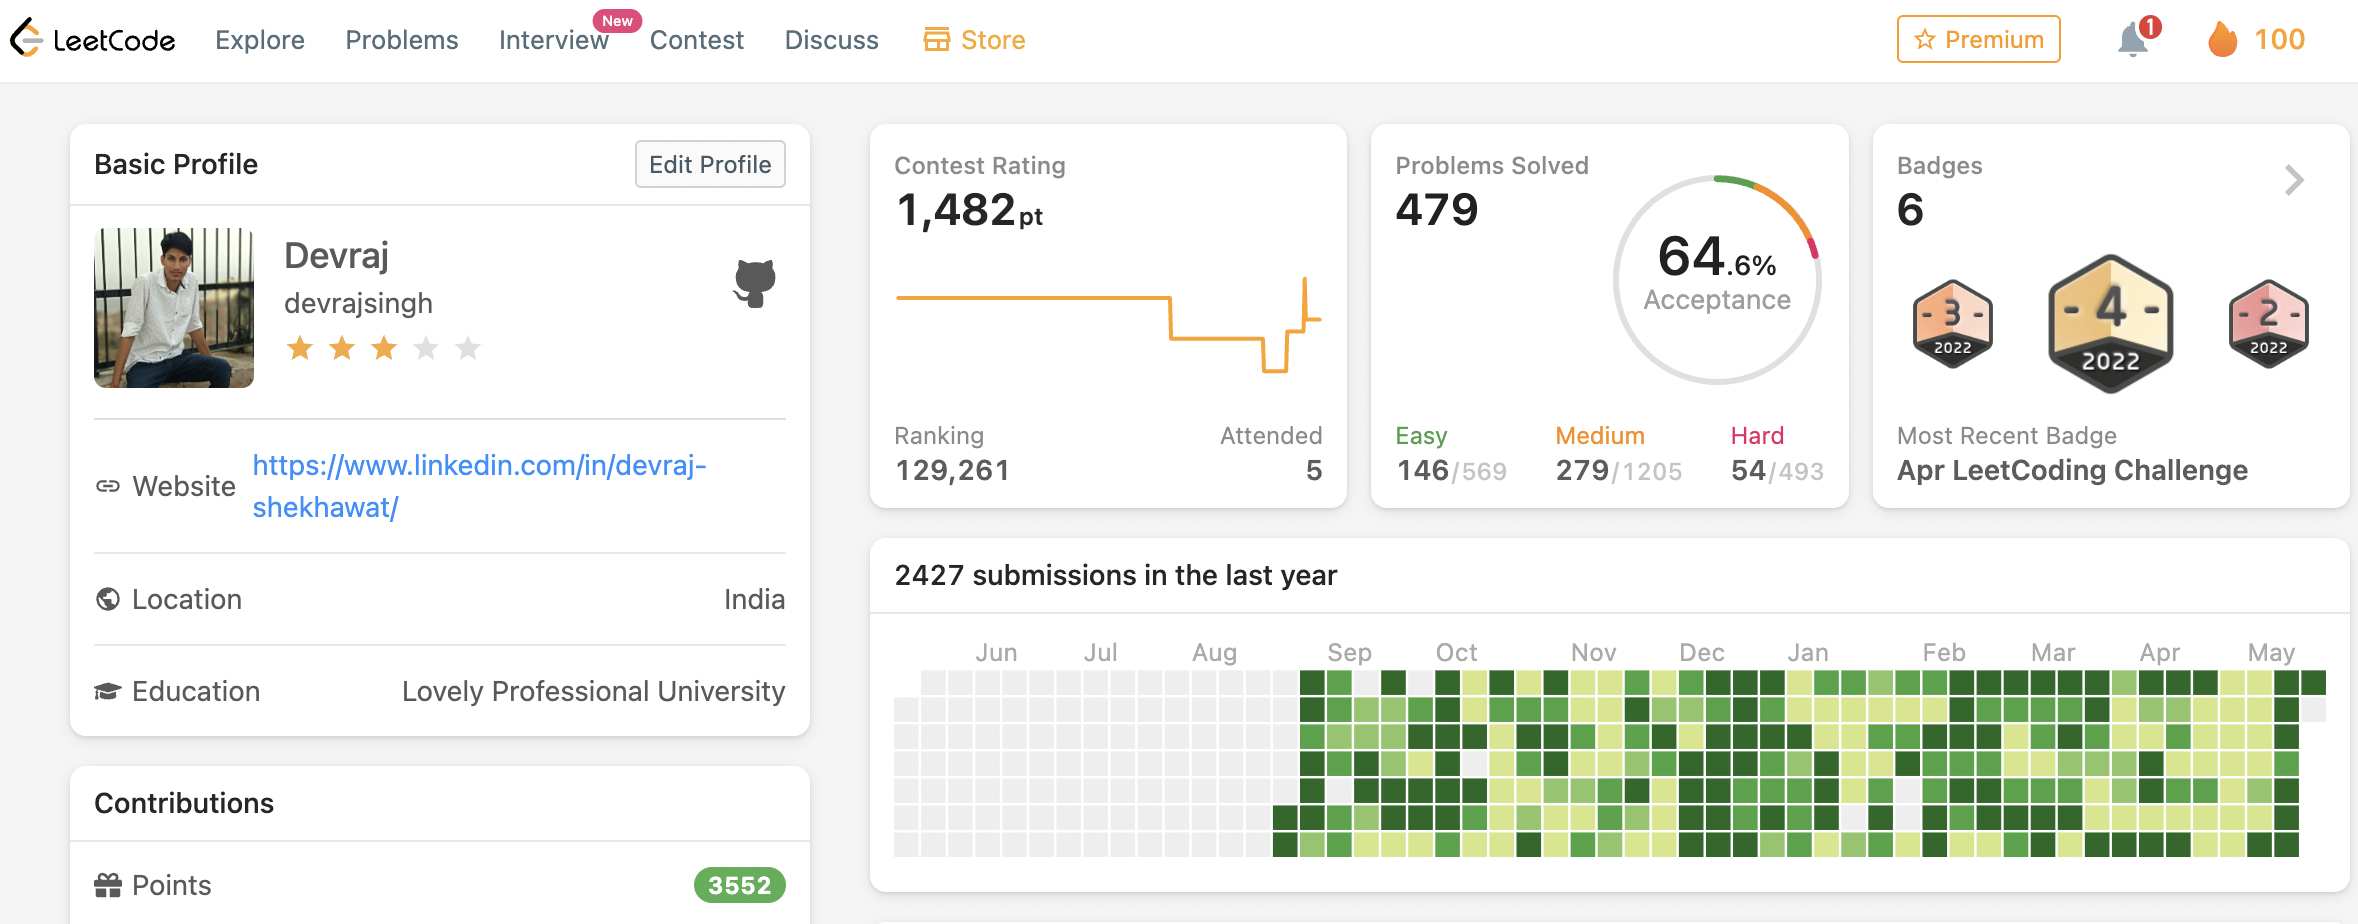 LeetCode Explore Problems Interview New Contest Discuss Store Premium 1 100
Basic Profile Edit Profile
Devraj
devrajsingh
Website https://www.linkedin.com/in/devraj-
shekhawat/
Location India
Education Lovely Professional University
Contributions
Points 3552
Contest Rating
1,482pt
Ranking Attended
129,261 5
Problems Solved
479
64.6%
Acceptance
Easy Medium Hard
146/569 279/1205 54/493
Badges
6
- 3 - - 4 - - 2 -
2022 2022 2022
Most Recent Badge
Apr LeetCoding Challenge
2427 submissions in the last year
Jun Jul Aug Sep Oct Nov Dec Jan Feb Mar Apr May